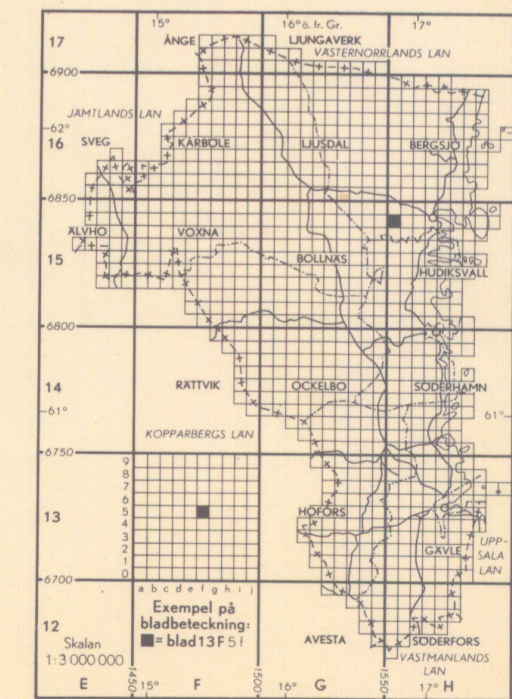 15° 16° ö. fr. Gr. 17°
17 ÅNGE LJUNGAVERK
VÄSTERNORRLANDS LÄN
6900
JÄMTLANDS LÄN
62°
16 SVEG KÅRBÖLE LJUSDAL BERGSJÖ
6850
ÄLVHO VOXNA
15 BOLLNÄS
HUDIKSVALL
6800
14 RÄTTVIK OCKELBO SÖDERHAMN
61° 61°
KOPPARBERGS LÄN
6750
9
8
7
6
5
4
3
2
1
0
13 HOFORS
GÄVLE
UPP-
SALA
LÄN
6700
a b c d e f g h i j
Exempel på
bladbeteckning:
= blad 13 F 5 f
12
Skalan
1:3 000 000
AVESTA SÖDERFORS
VÄSTMANLANDS
LÄN
E F G H
1450 15° 1500 16° 1550 17°